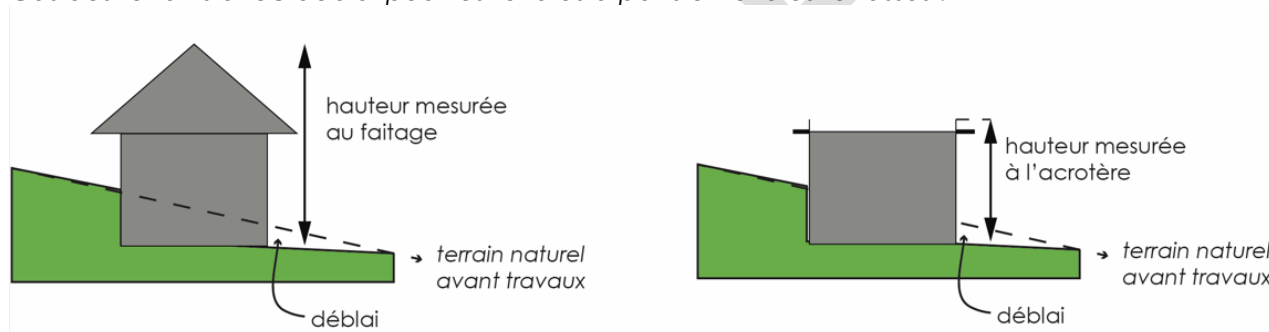 hauteur mesurée
au faitage
terrain naturel
avant travaux
déblai
hauteur mesurée
à l'acrotère
terrain naturel
avant travaux
déblai